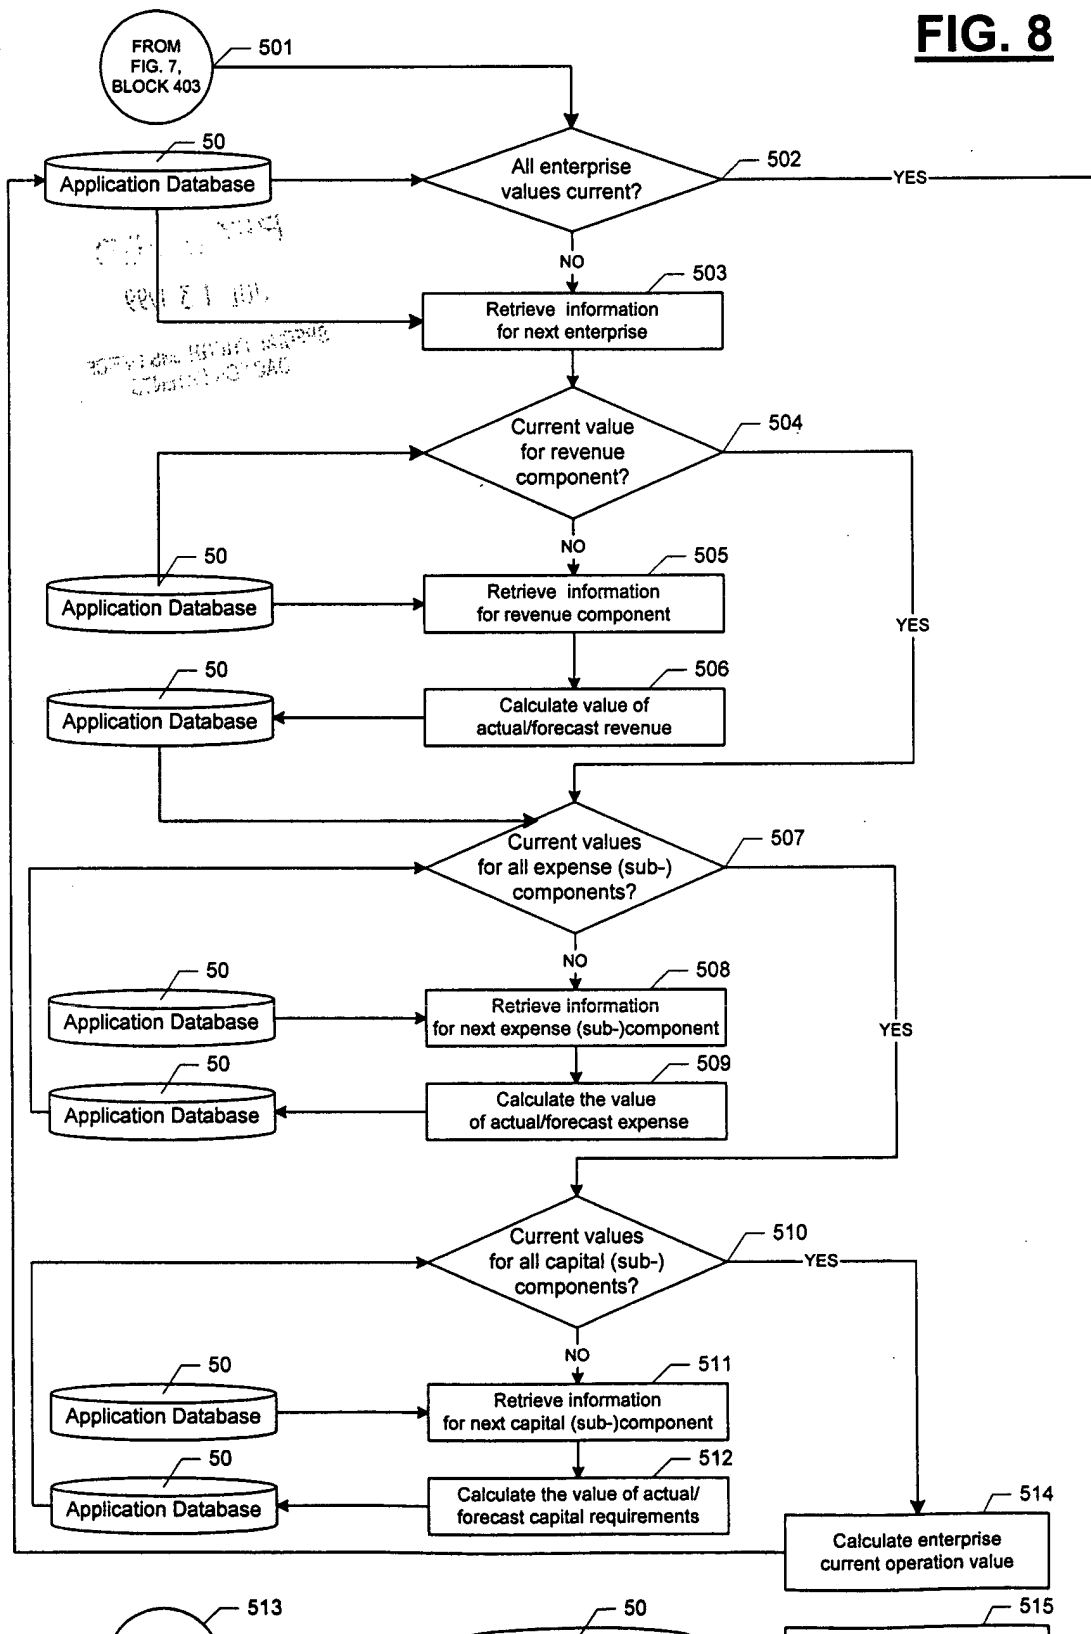 FIG. 8
FROM
FIG. 7,
BLOCK 403
501
50
Application Database
All enterprise
values current?
502
YES
NO
503
Retrieve information
for next enterprise
Current value
for revenue
component?
504
NO
YES
50
Application Database
505
Retrieve information
for revenue component
50
Application Database
506
Calculate value of
actual/forecast revenue
Current values
for all expense (sub-)
components?
507
NO
YES
50
Application Database
508
Retrieve information
for next expense (sub-)component
50
Application Database
509
Calculate the value
of actual/forecast expense
Current values
for all capital (sub-)
components?
510
YES
NO
50
Application Database
511
Retrieve information
for next capital (sub-)component
50
Application Database
512
Calculate the value of actual/
forecast capital requirements
514
Calculate enterprise
current operation value
513
50
515